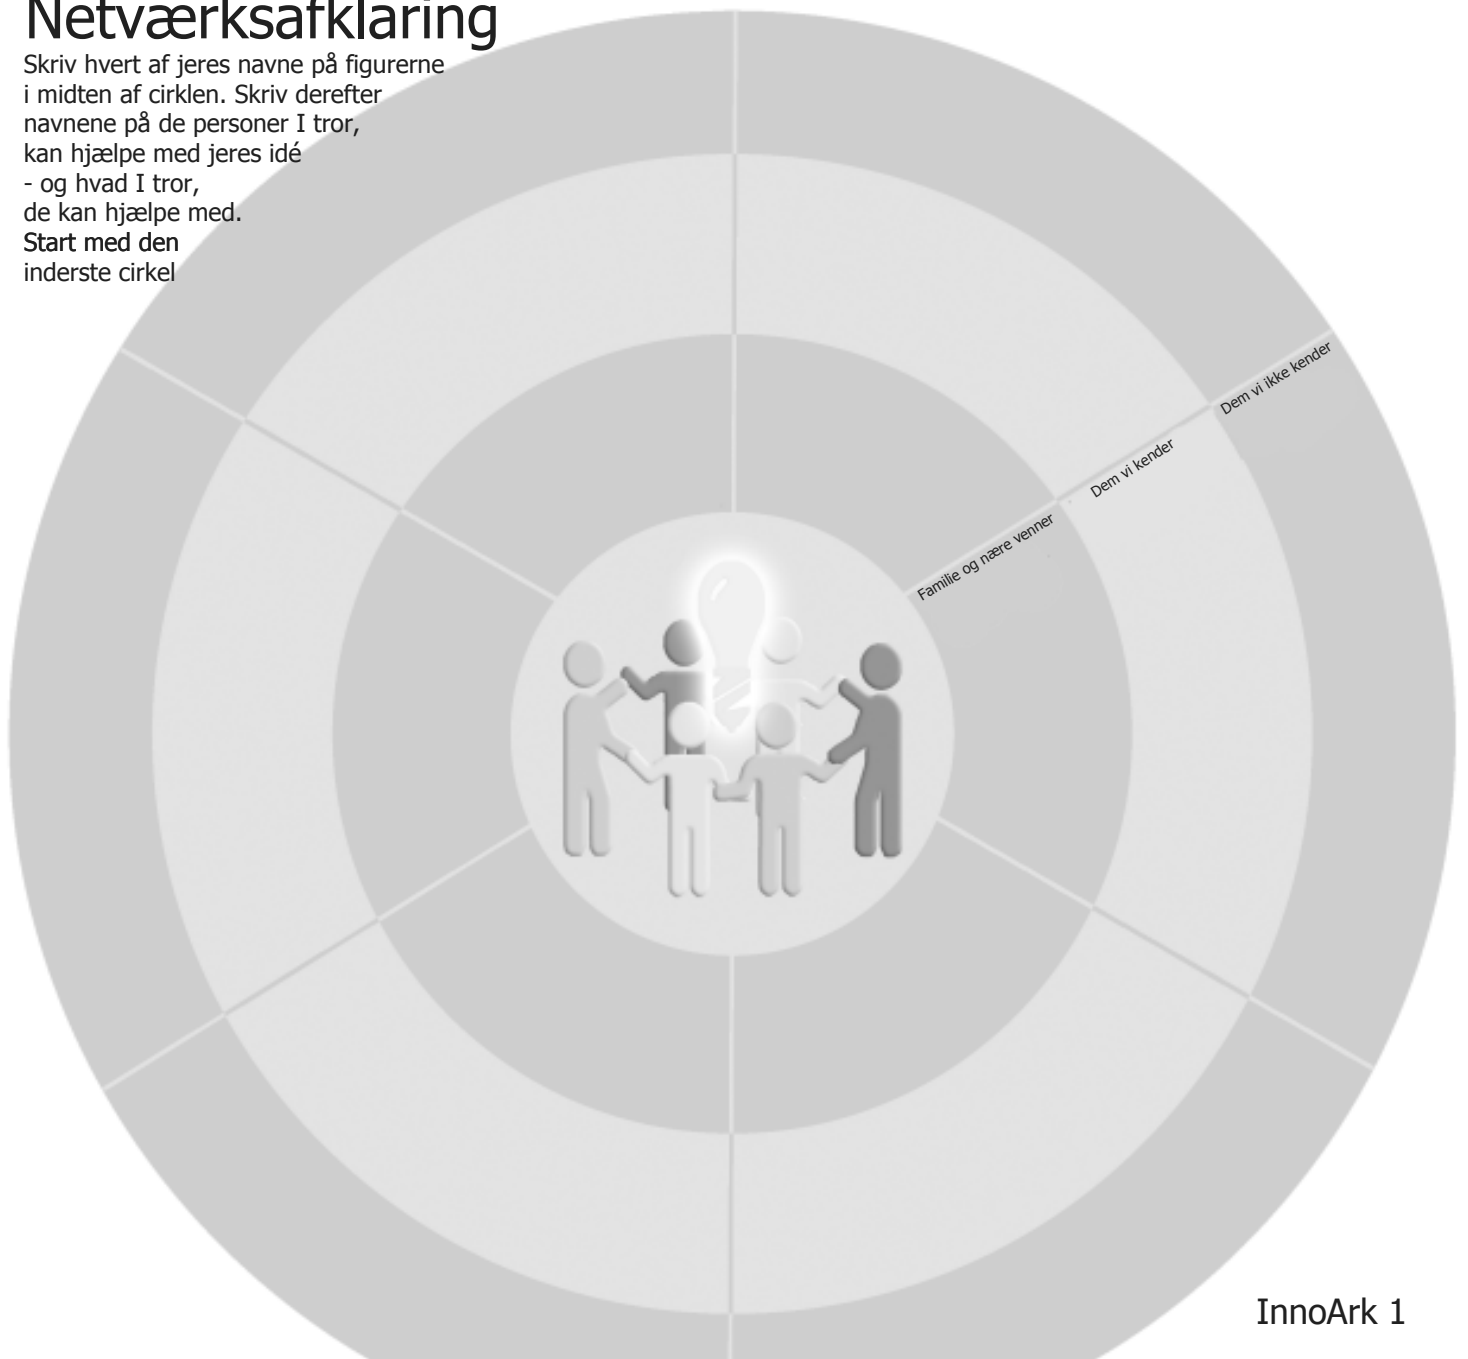 Netværksafklaring
Skriv hvert af jeres navne på figurerne
i midten af cirklen. Skriv derefter
navnene på de personer I tror,
kan hjælpe med jeres idé
- og hvad I tror,
de kan hjælpe med.
Start med den
inderste cirkel
Dem vi ikke kender
Dem vi kender
Familie og nære venner
InnoArk 1